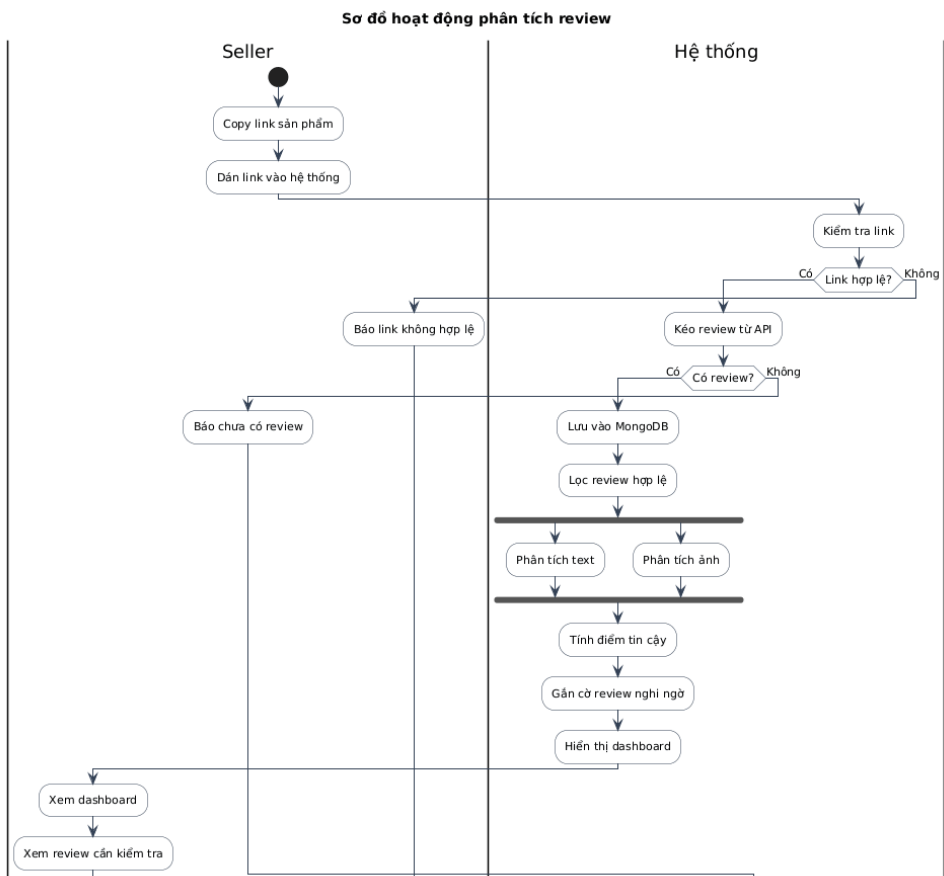 Sơ đồ hoạt động phân tích review
Seller
Hệ thống
Copy link sản phẩm
Dán link vào hệ thống
Kiểm tra link
Có
Link hợp lệ?
Không
Báo link không hợp lệ
Kéo review từ API
Có
Có review?
Không
Báo chưa có review
Lưu vào MongoDB
Lọc review hợp lệ
Phân tích text
Phân tích ảnh
Tính điểm tin cậy
Gắn cờ review nghi ngờ
Hiển thị dashboard
Xem dashboard
Xem review cần kiểm tra